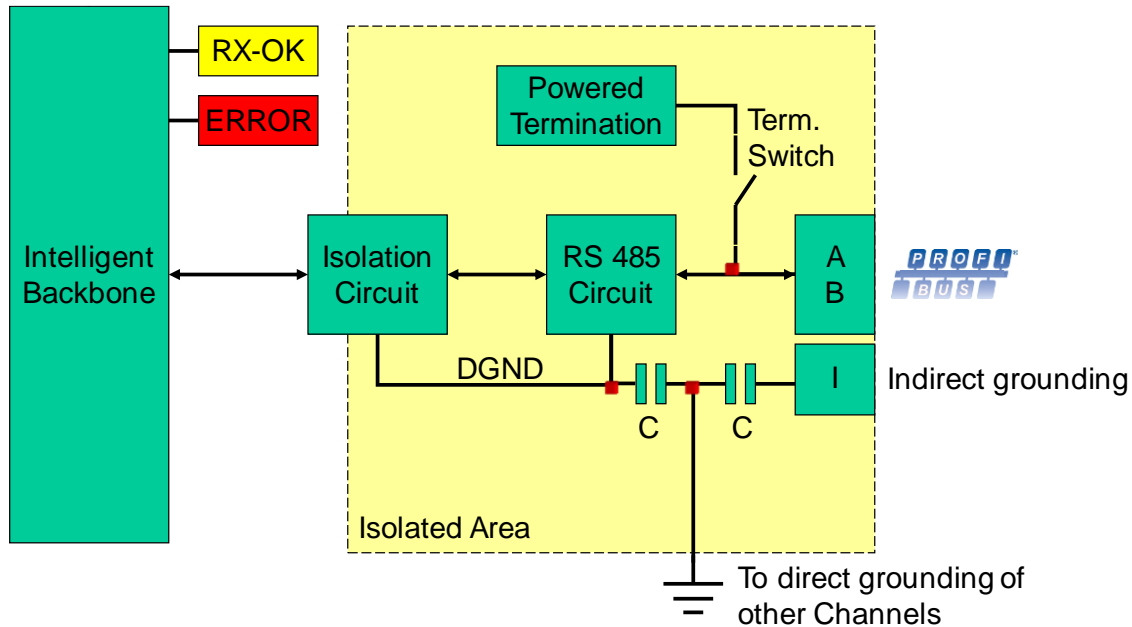 RX-OK
ERROR
Powered
Termination
Term.
Switch
Intelligent
Backbone
Isolation
Circuit
RS 485
Circuit
A
B
PROFI®
BUS
DGND
I
Indirect grounding
C
C
Isolated Area
To direct grounding of
other Channels